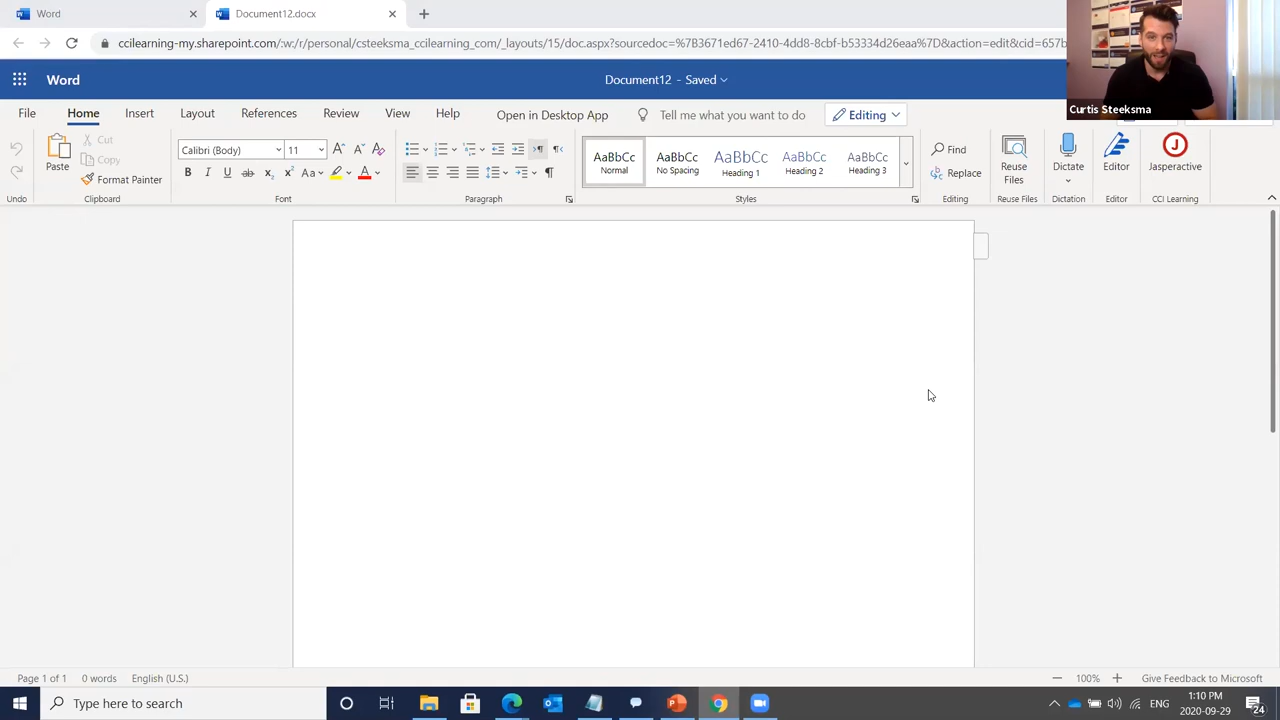 Word
Document12.docx
ccilearning-my.sharepoint.com/:w:/r/personal/csteeksma_ccilearning_com/_layouts/15/doc.aspx?sourcedoc=%7B3671ed67-2410-4dd8-8cbf-b53334d26eaa%7D&action=edit&cid=657b
Curtis Steeksma
Word
Document12 - Saved
File Home Insert Layout References Review View Help Open in Desktop App Tell me what you want to do Editing
Paste
Cut
Copy
Format Painter
Calibri (Body) 11
AaBbCc AaBbCc AaBbCc AaBbCc AaBbCc
Normal No Spacing Heading 1 Heading 2 Heading 3
Find
Replace
Reuse Files
Dictate
Editor
Jasperactive
Undo Clipboard Font Paragraph Styles Editing Reuse Files Dictation Editor CCI Learning
Page 1 of 1 0 words English (U.S.) 100% Give Feedback to Microsoft
Type here to search
ENG
1:10 PM
2020-09-29
24